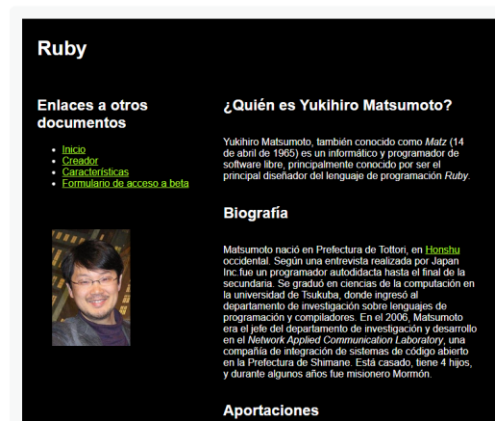 Ruby
Enlaces a otros
documentos
Inicio
Creador
Características
Formulario de acceso a beta
¿Quién es Yukihiro Matsumoto?
Yukihiro Matsumoto, también conocido como Matz (14
de abril de 1965) es un informático y programador de
software libre, principalmente conocido por ser el
principal diseñador del lenguaje de programación Ruby.
Biografía
Matsumoto nació en Prefectura de Tottori, en Honshu
occidental. Según una entrevista realizada por Japan
Inc.fue un programador autodidacta hasta el final de la
secundaria. Se graduó en ciencias de la computación en
la universidad de Tsukuba, donde ingresó al
departamento de investigación sobre lenguajes de
programación y compiladores. En el 2006, Matsumoto
era el jefe del departamento de investigación y desarrollo
en el Network Applied Communication Laboratory, una
compañía de integración de sistemas de código abierto
en la Prefectura de Shimane. Está casado, tiene 4 hijos,
y durante algunos años fue misionero Mormón.
Aportaciones